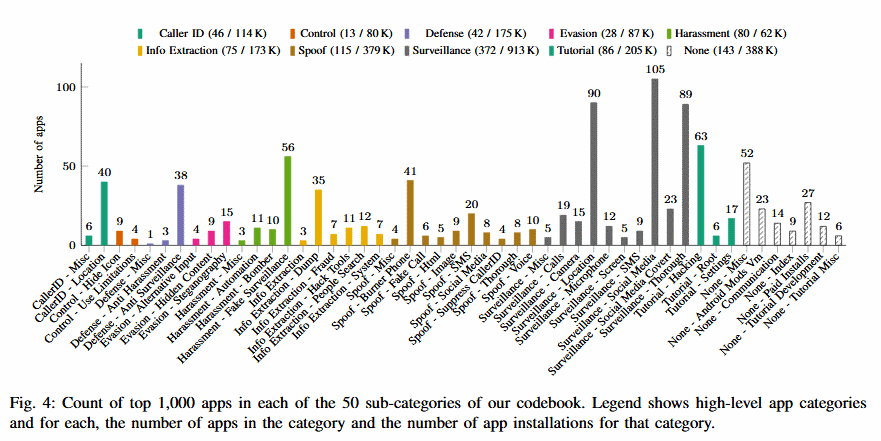 Caller ID (46 / 114K) Control (13 / 80K) Defense (42 / 175K) Evasion (28 / 87K) Harassment (80 / 62K)
Info Extraction (75 / 173K) Spoof (115 / 379K) Surveillance (372 / 913K) Tutorial (86 / 205K) None (143 / 388K)
Number of apps
100
50
0
6
40
9
4
1
3
38
4
9
15
3
11
10
56
3
35
7
11
12
7
4
41
6
5
9
20
8
4
8
10
5
19
15
90
12
5
9
105
23
89
63
6
17
52
23
14
9
27
12
6
CallerID - Misc
CallerID - Location
Control - Hide Icon
Control - Use Limitations
Defense - Misc
Defense - Anti Harassment
Defense - Anti Surveillance
Evasion - Alternative Input
Evasion - Hidden Content
Evasion - Steganography
Harassment - Misc
Harassment - Automation
Harassment - Bomber
Harassment - Fake Surveillance
Info Extraction
Info Extraction - Dump
Info Extraction - Fraud
Info Extraction - Hack Tools
Info Extraction - People Search
Info Extraction - System
Spoof - Misc
Spoof - Burner Phone
Spoof - Fake Call
Spoof - Html
Spoof - Image
Spoof - SMS
Spoof - Social Media
Spoof - Suppress CallerID
Spoof - Thorough
Spoof - Voice
Surveillance - Misc
Surveillance - Calls
Surveillance - Camera
Surveillance - Location
Surveillance - Microphone
Surveillance - Screen
Surveillance - SMS
Surveillance - Social Media
Surveillance - Social Media Covert
Surveillance - Thorough
Tutorial - Hacking
Tutorial - Root
Tutorial - Settings
None - Misc
None - Android Mods Vm
None - Communication
None - Index
None - Paid Installs
None - Tutorial Development
None - Tutorial Misc
Fig. 4: Count of top 1,000 apps in each of the 50 sub-categories of our codebook. Legend shows high-level app categories
and for each, the number of apps in the category and the number of app installations for that category.